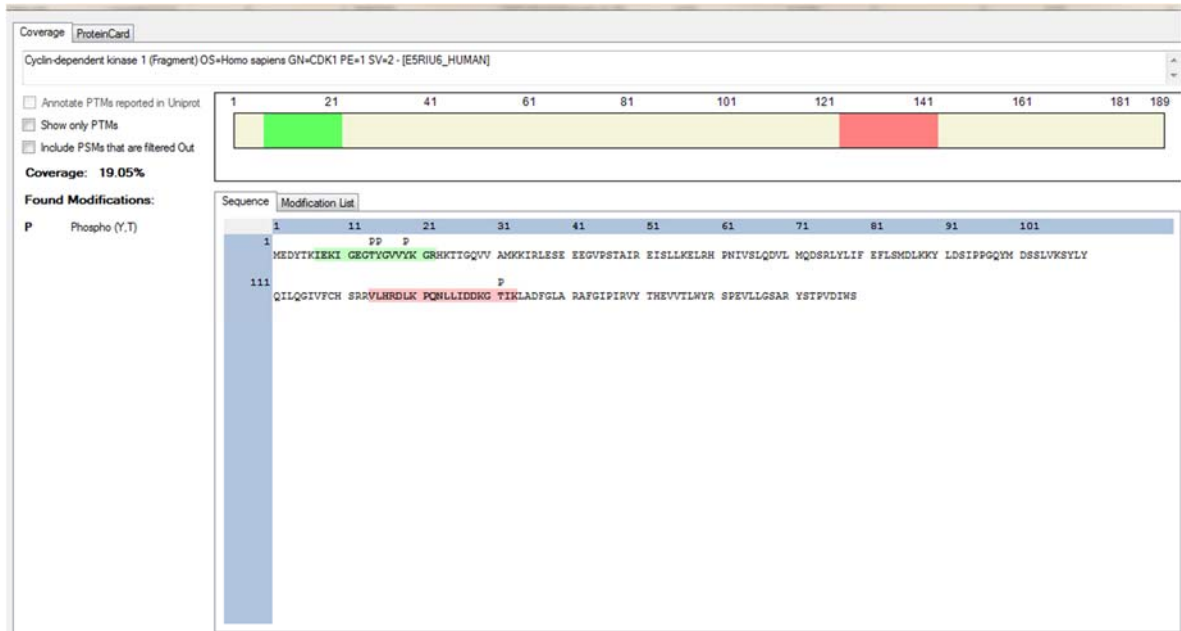 Coverage ProteinCard
Cyclin-dependent kinase 1 (Fragment) OS=Homo sapiens GN=CDK1 PE=1 SV=2 - [E5RIU6_HUMAN]
Annotate PTMs reported in Uniprot
Show only PTMs
Include PSMs that are filtered Out
Coverage: 19.05%
Found Modifications:
P Phospho (Y,T)
1 21 41 61 81 101 121 141 161 181 189
Sequence Modification List
1 11 21 31 41 51 61 71 81 91 101
PP P
1 MEDYTKIEKI GEGTYGVVYK GRHKTTGQVV AMKKIRLESE EEGVPSTAIR EISLLKELRH PNIVSLQDVL MQDSRLYLIF EFLSMDLKKY LDSIPPGQYM DSSLVKSYLY
P
111 QILQGIVFCH SRRVLHRDLK PQNLLIDDKG TIKLADFGLA RAFGIPIRVY THEVVTLWYR SPEVLLGSAR YSTPVDIWS